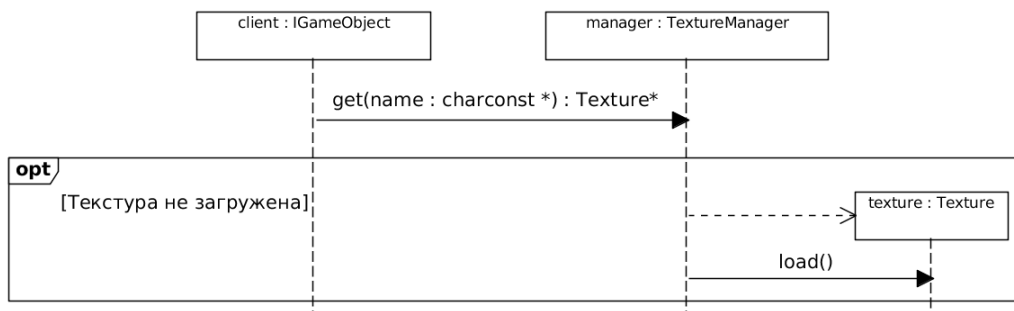 client : IGameObject
manager : TextureManager
get(name : charconst *) : Texture*
opt
[Текстура не загружена]
texture : Texture
load()